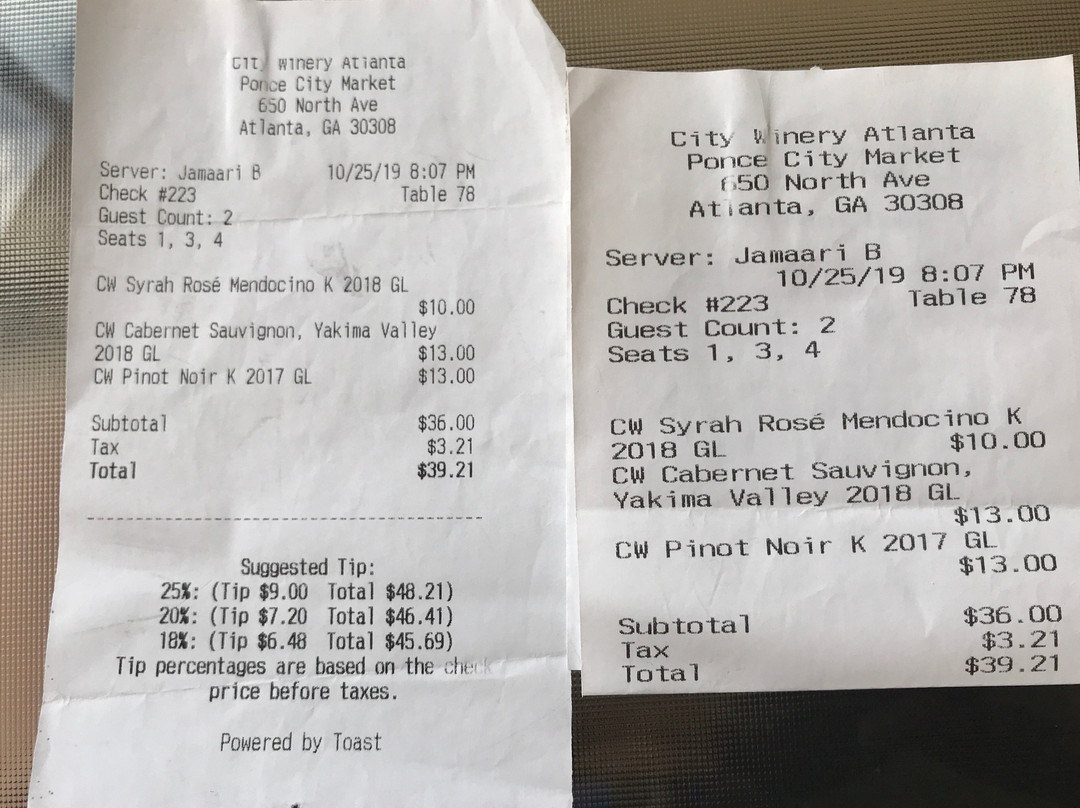 City Winery Atlanta
Ponce City Market
650 North Ave
Atlanta, GA 30308
Server: Jamaari B 10/25/19 8:07 PM
Check #223 Table 78
Guest Count: 2
Seats 1, 3, 4
CW Syrah Rosé Mendocino K 2018 GL
$10.00
CW Cabernet Sauvignon, Yakima Valley
2018 GL $13.00
CW Pinot Noir K 2017 GL $13.00
Subtotal $36.00
Tax $3.21
Total $39.21
Suggested Tip:
25%: (Tip $9.00 Total $48.21)
20%: (Tip $7.20 Total $46.41)
18%: (Tip $6.48 Total $45.69)
Tip percentages are based on the check
price before taxes.
Powered by Toast
City Winery Atlanta
Ponce City Market
650 North Ave
Atlanta, GA 30308
Server: Jamaari B
10/25/19 8:07 PM
Check #223 Table 78
Guest Count: 2
Seats 1, 3, 4
CW Syrah Rosé Mendocino K
2018 GL $10.00
CW Cabernet Sauvignon,
Yakima Valley 2018 GL
$13.00
CW Pinot Noir K 2017 GL
$13.00
Subtotal $36.00
Tax $3.21
Total $39.21